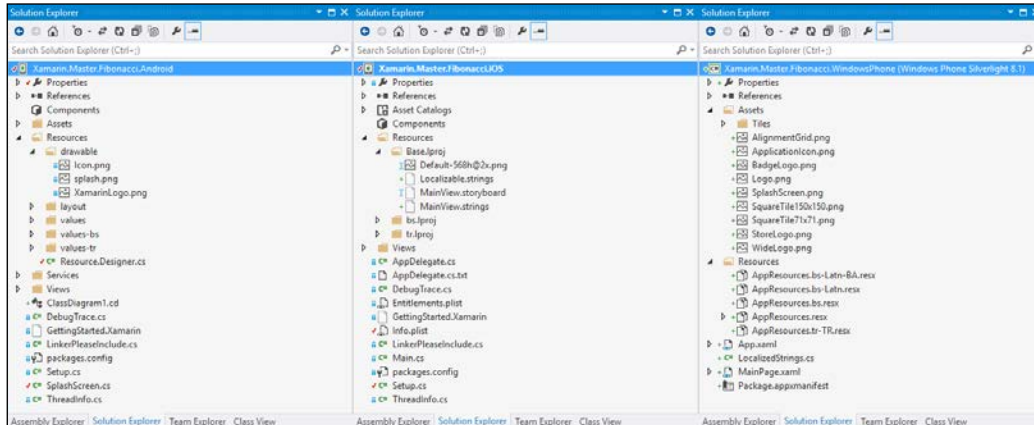 Solution Explorer
Search Solution Explorer (Ctrl+;)
Xamarin.Master.Fibonacci.Android
Properties
References
Components
Assets
Resources
drawable
Icon.png
splash.png
XamarinLogo.png
layout
values
values-bs
values-tr
Resource.Designer.cs
Services
Views
ClassDiagram1.cd
DebugTrace.cs
GettingStarted.Xamarin
LinkerPleaseInclude.cs
packages.config
Setup.cs
SplashScreen.cs
ThreadInfo.cs
Assembly Explorer Solution Explorer Team Explorer Class View
Solution Explorer
Search Solution Explorer (Ctrl+;)
Xamarin.Master.Fibonacci.iOS
Properties
References
Asset Catalogs
Components
Resources
Base.lproj
Default-568h@2x.png
Localizable.strings
MainView.storyboard
MainView.strings
bs.lproj
tr.lproj
Views
AppDelegate.cs
AppDelegate.cs.txt
DebugTrace.cs
Entitlements.plist
GettingStarted.Xamarin
Info.plist
LinkerPleaseInclude.cs
Main.cs
packages.config
Setup.cs
ThreadInfo.cs
Assembly Explorer Solution Explorer Team Explorer Class View
Solution Explorer
Search Solution Explorer (Ctrl+;)
Xamarin.Master.Fibonacci.WindowsPhone (Windows Phone Silverlight 8.1)
Properties
References
Assets
Tiles
AlignmentGrid.png
ApplicationIcon.png
BadgeLogo.png
Logo.png
SplashScreen.png
SquareTile150x150.png
SquareTile71x71.png
StoreLogo.png
WideLogo.png
Resources
AppResources.bs-Latn-BA.resx
AppResources.bs-Latn.resx
AppResources.bs.resx
AppResources.resx
AppResources.tr-TR.resx
App.xaml
LocalizedStrings.cs
MainPage.xaml
Package.appxmanifest
Assembly Explorer Solution Explorer Team Explorer Class View